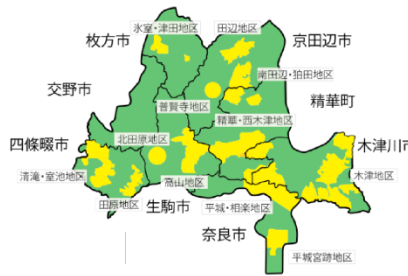 氷室・津田地区
田辺地区
枚方市
京田辺市
南田辺・狛田地区
交野市
精華町
普賢寺地区
精華・西木津地区
四條畷市
北田原地区
木津川市
清滝・室池地区
高山地区
木津地区
田原地区
生駒市
平城・相楽地区
奈良市
平城宮跡地区